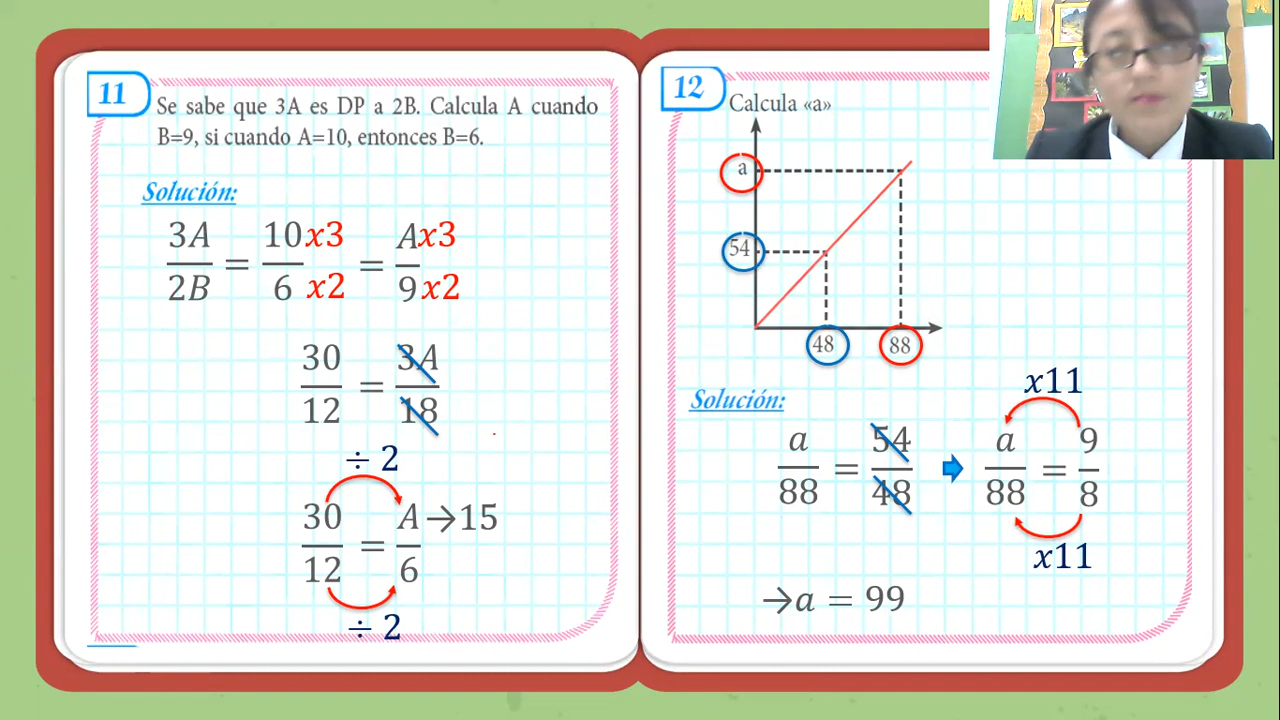 11
Se sabe que 3A es DP a 2B. Calcula A cuando
B=9, si cuando A=10, entonces B=6.
Solución:
3A/2B = 10x3/6x2 = Ax3/9x2
30/12 = 3A/18
÷ 2
30/12 = A/6 →15
÷ 2
12
Calcula «a»
a
54
48 88
Solución:
x11
a/88 = 54/48 a/88 = 9/8
x11
→a = 99